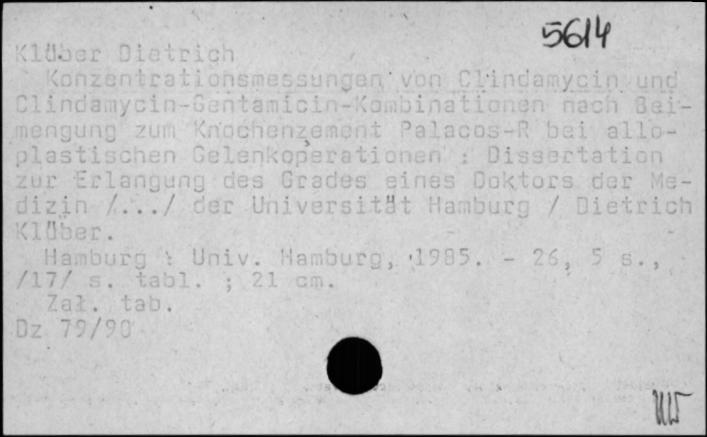 5614
Klüber Dietrich
Konzentrationsmessungen von Clindamycin und
Clindamycin-Gentamicin-Kombinationen nach Bei-
mengung zum Knochenzement Palacos-R bei allo-
plastischen Gelenkoperationen : Dissertation
zur Erlangung des Grades eines Doktors der Me-
dizin /.../ der Universität Hamburg / Dietrich
Klüber.
Hamburg : Univ. Hamburg, 1985. - 26, 5 s.,
/17/ s. tabl. ; 21 cm.
Zał. tab.
Dz 79/90